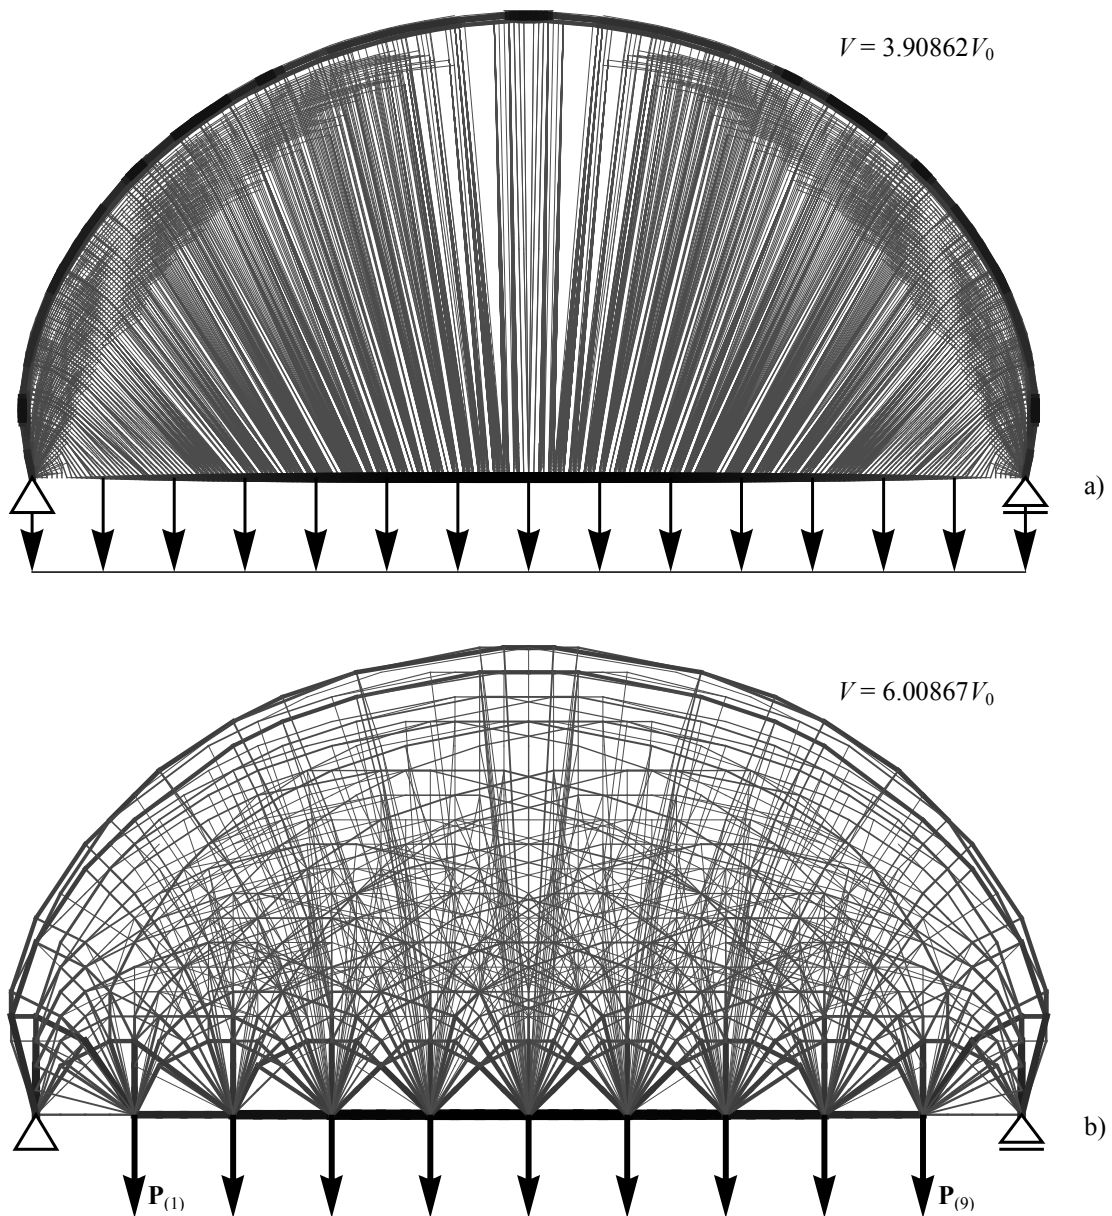 V = 3.90862V₀
a)
V = 6.00867V₀
b)
P₍₁₎
P₍₉₎